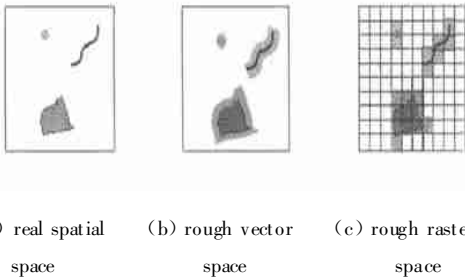 ) real spatial
space
(b) rough vector
space
(c) rough raste
space